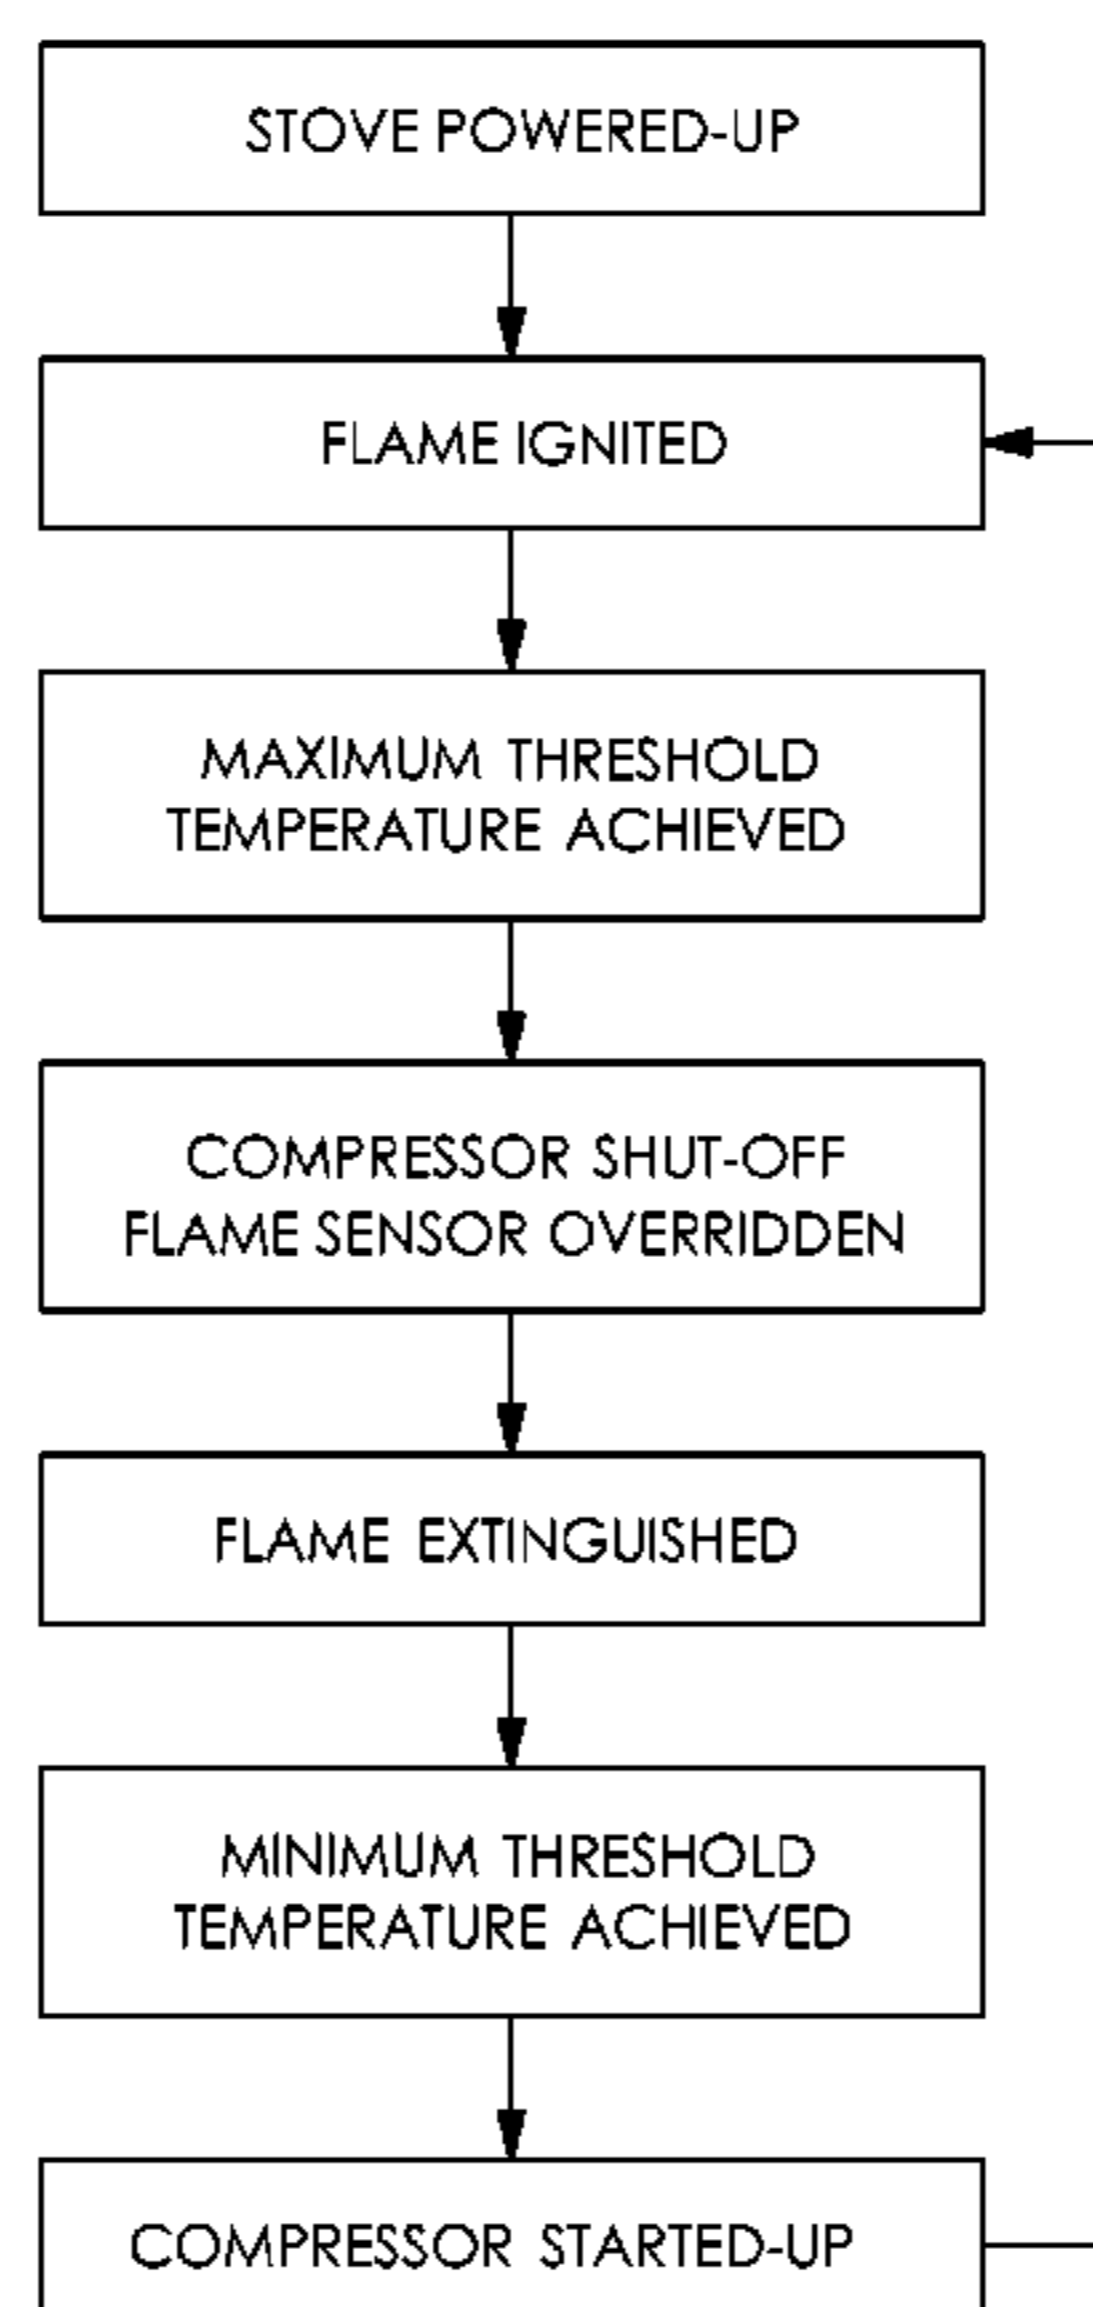 STOVE POWERED-UP
FLAME IGNITED
MAXIMUM THRESHOLD
TEMPERATURE ACHIEVED
COMPRESSOR SHUT-OFF
FLAME SENSOR OVERRIDDEN
FLAME EXTINGUISHED
MINIMUM THRESHOLD
TEMPERATURE ACHIEVED
COMPRESSOR STARTED-UP